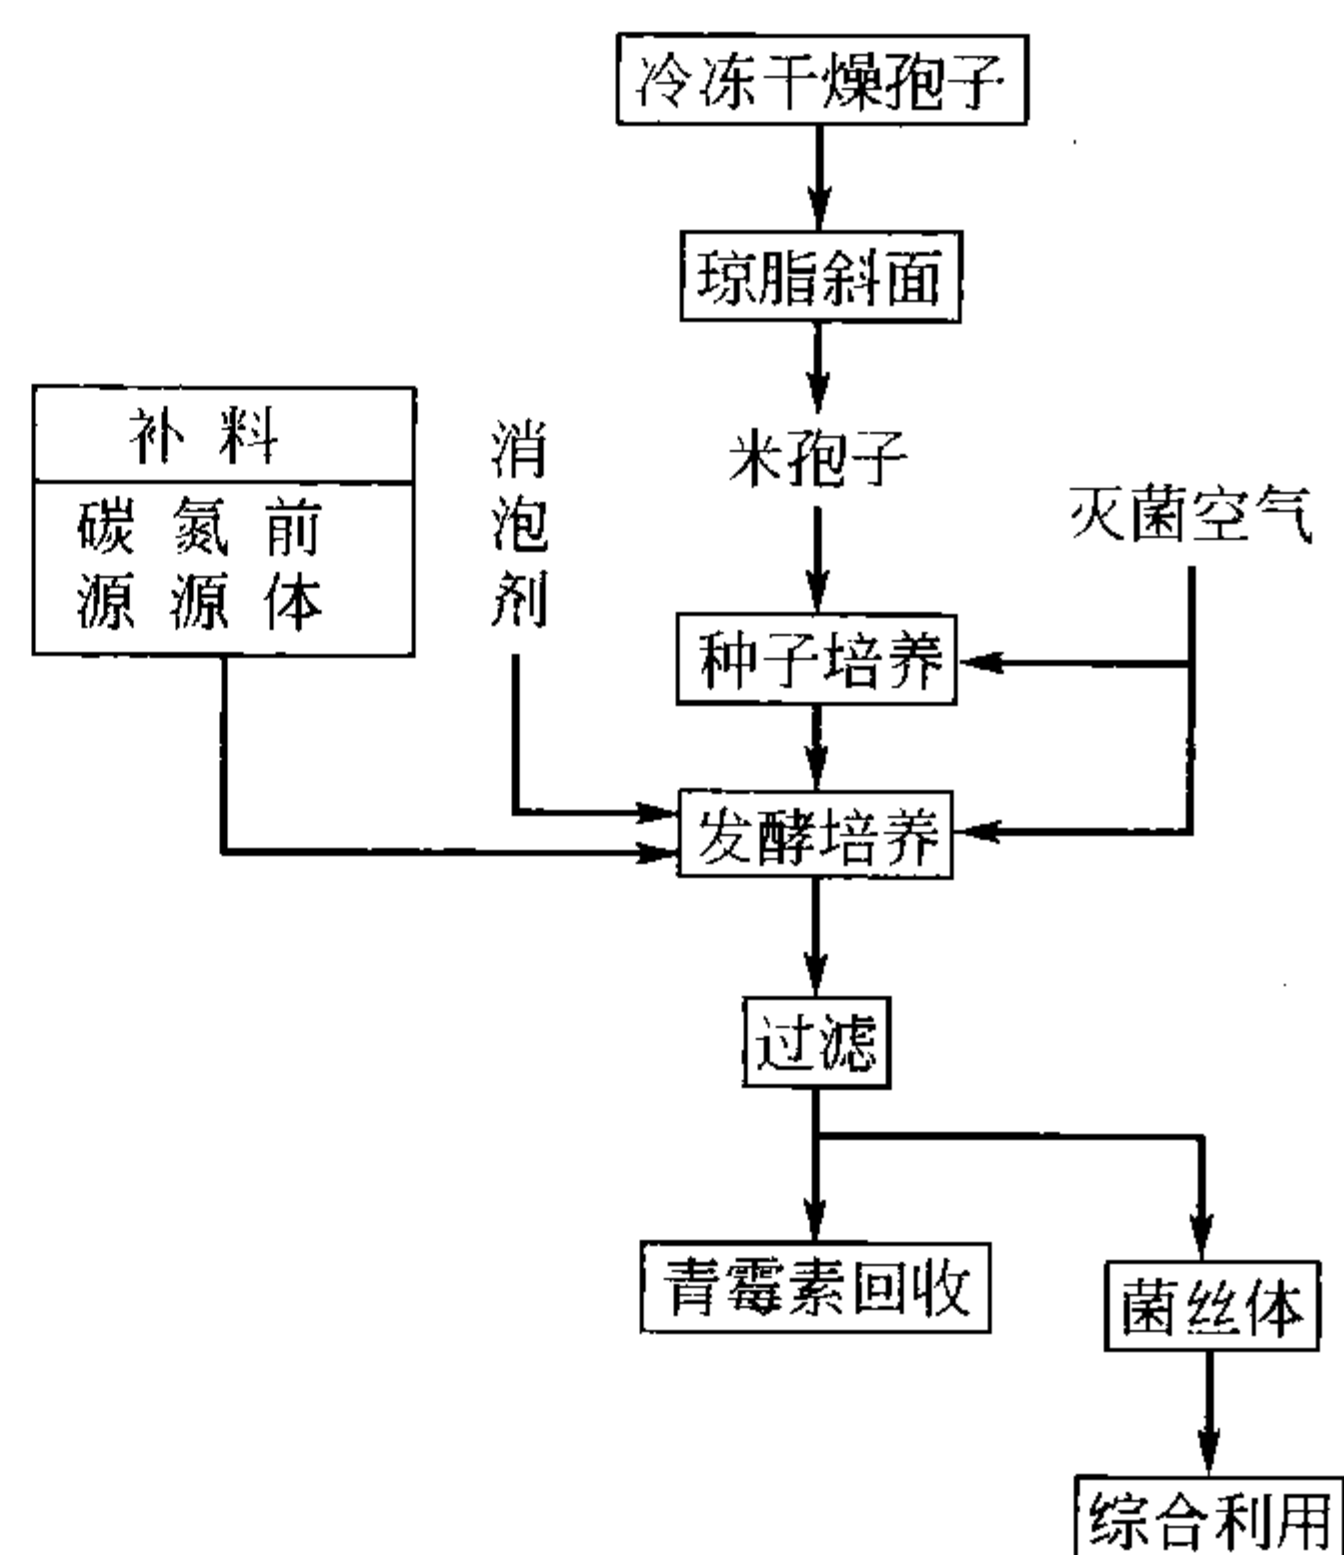 冷冻干燥孢子
琼脂斜面
米孢子
补料
碳源 氮源 前体
消泡剂
灭菌空气
种子培养
发酵培养
过滤
青霉素回收
菌丝体
综合利用